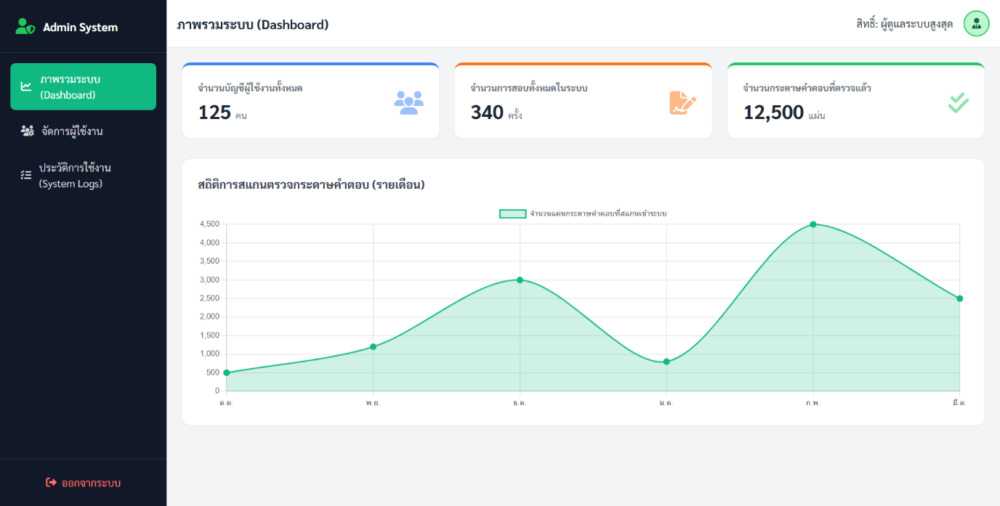 Admin System
ภาพรวมระบบ
(Dashboard)
จัดการผู้ใช้งาน
ประวัติการใช้งาน
(System Logs)
ออกจากระบบ
ภาพรวมระบบ (Dashboard)
สิทธิ์: ผู้ดูแลระบบสูงสุด
จำนวนบัญชีผู้ใช้งานทั้งหมด
125 คน
จำนวนการสอบทั้งหมดในระบบ
340 ครั้ง
จำนวนกระดาษคำตอบที่ตรวจแล้ว
12,500 แผ่น
สถิติการสแกนตรวจกระดาษคำตอบ (รายเดือน)
จำนวนแผ่นกระดาษคำตอบที่สแกนเข้าระบบ
4,500
4,000
3,500
3,000
2,500
2,000
1,500
1,000
500
0
ต.ค. พ.ย. ธ.ค. ม.ค. ก.พ. มี.ค.